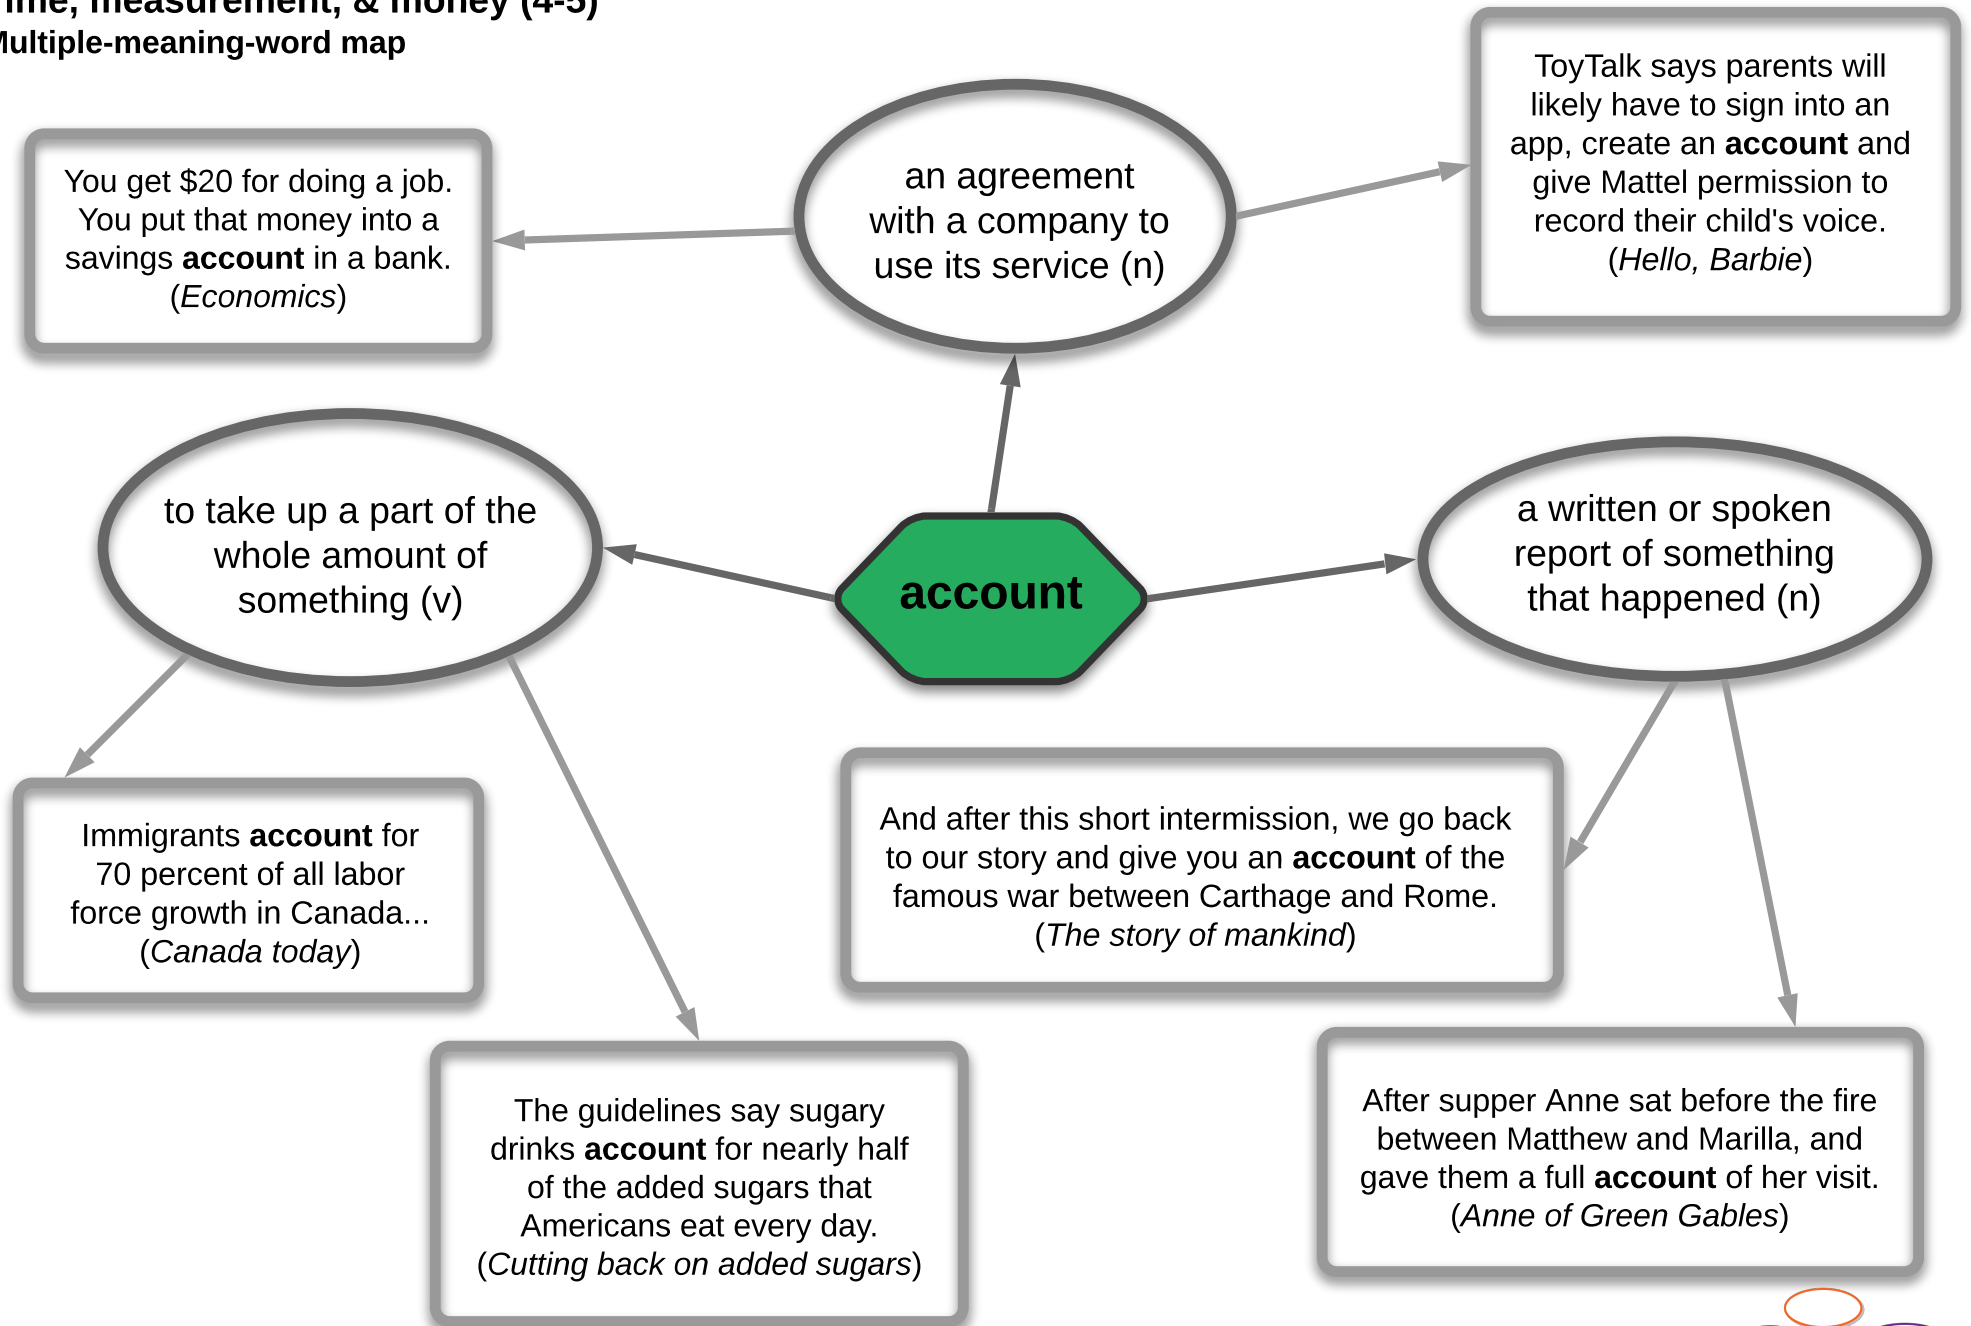 ime, measurement, & money (4-5)
Multiple-meaning-word map
ToyTalk says parents will
likely have to sign into an
app, create an account and
give Mattel permission to
record their child's voice.
(Hello, Barbie)
You get $20 for doing a job.
You put that money into a
savings account in a bank.
(Economics)
an agreement
with a company to
use its service (n)
to take up a part of the
whole amount of
something (v)
account
a written or spoken
report of something
that happened (n)
Immigrants account for
70 percent of all labor
force growth in Canada...
(Canada today)
And after this short intermission, we go back
to our story and give you an account of the
famous war between Carthage and Rome.
(The story of mankind)
The guidelines say sugary
drinks account for nearly half
of the added sugars that
Americans eat every day.
(Cutting back on added sugars)
After supper Anne sat before the fire
between Matthew and Marilla, and
gave them a full account of her visit.
(Anne of Green Gables)